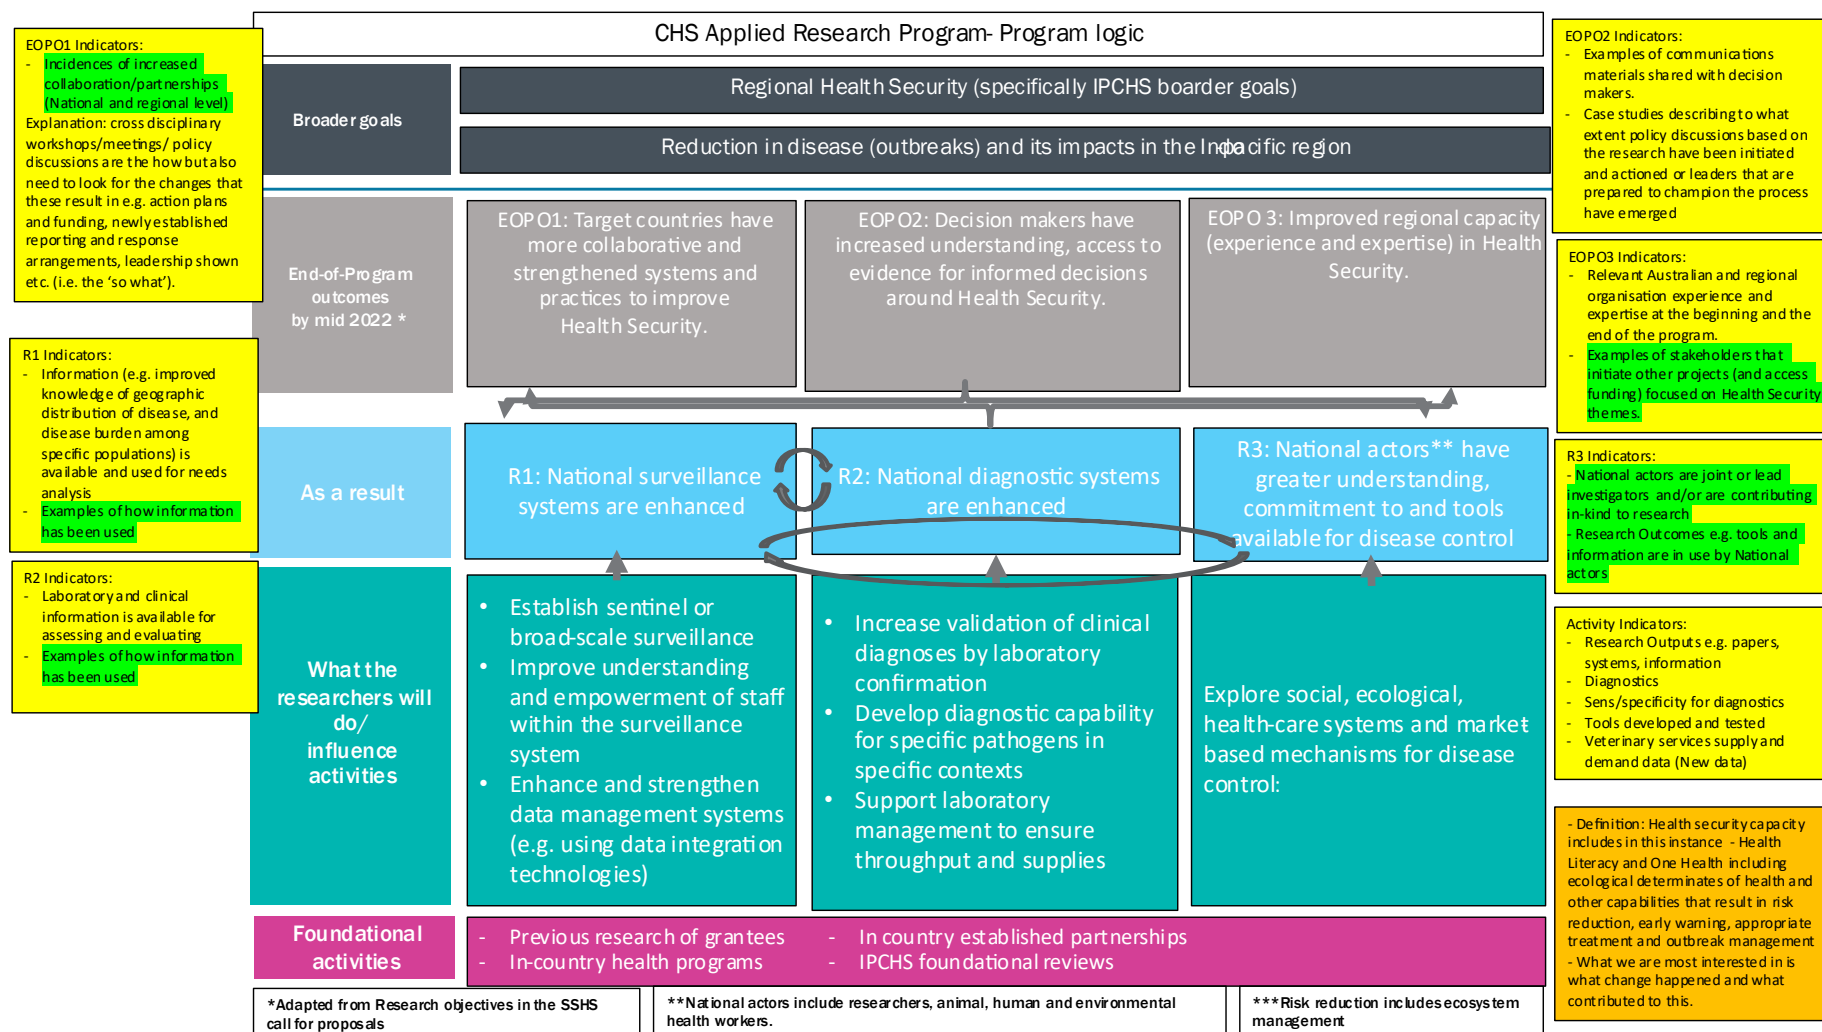 CHS Applied Research Program- Program logic
EOPO1 Indicators:
- Incidences of increased
collaboration/partnerships
(National and regional level)
Explanation: cross disciplinary
workshops/meetings/ policy
discussions are the how but also
need to look for the changes that
these result in e.g. action plans
and funding, newly established
reporting and response
arrangements, leadership shown
etc. (i.e. the 'so what').
R1 Indicators:
- Information (e.g. improved
knowledge of geographic
distribution of disease, and
disease burden among
specific populations) is
available and used for needs
analysis
- Examples of how information
has been used
R2 Indicators:
- Laboratory and clinical
information is available for
assessing and evaluating
- Examples of how information
has been used
Broader goals
Regional Health Security (specifically IPCHS boarder goals)
Reduction in disease (outbreaks) and its impacts in the Indo-pacific region
End-of-Program
outcomes
by mid 2022 *
EOPO1: Target countries have
more collaborative and
strengthened systems and
practices to improve
Health Security.
EOPO2: Decision makers have
increased understanding, access to
evidence for informed decisions
around Health Security.
EOPO 3: Improved regional capacity
(experience and expertise) in Health
Security.
As a result
R1: National surveillance
systems are enhanced
R2: National diagnostic systems
are enhanced
R3: National actors** have
greater understanding,
commitment to and tools
available for disease control
What the
researchers will
do/
influence
activities
• Establish sentinel or
broad-scale surveillance
• Improve understanding
and empowerment of staff
within the surveillance
system
• Enhance and strengthen
data management systems
(e.g. using data integration
technologies)
• Increase validation of clinical
diagnoses by laboratory
confirmation
• Develop diagnostic capability
for specific pathogens in
specific contexts
• Support laboratory
management to ensure
throughput and supplies
Explore social, ecological,
health-care systems and market-
based mechanisms for disease
control:
Foundational
activities
- Previous research of grantees
- In-country health programs
- In country established partnerships
- IPCHS foundational reviews
*Adapted from Research objectives in the SSHS
call for proposals
**National actors include researchers, animal, human and environmental
health workers.
***Risk reduction includes ecosystem
management
EOPO2 Indicators:
- Examples of communications
materials shared with decision
makers.
- Case studies describing to what
extent policy discussions based on
the research have been initiated
and actioned or leaders that are
prepared to champion the process
have emerged
EOPO3 Indicators:
- Relevant Australian and regional
organisation experience and
expertise at the beginning and the
end of the program.
- Examples of stakeholders that
initiate other projects (and access
funding) focused on Health Security
themes.
R3 Indicators:
- National actors are joint or lead
investigators and/or are contributing
in-kind to research
- Research Outcomes e.g. tools and
information are in use by National
actors
Activity Indicators:
- Research Outputs e.g. papers,
systems, information
- Diagnostics
- Sens/specificity for diagnostics
- Tools developed and tested
- Veterinary services supply and
demand data (New data)
- Definition: Health security capacity
includes in this instance - Health
Literacy and One Health including
ecological determinates of health and
other capabilities that result in risk
reduction, early warning, appropriate
treatment and outbreak management
- What we are most interested in is
what change happened and what
contributed to this.